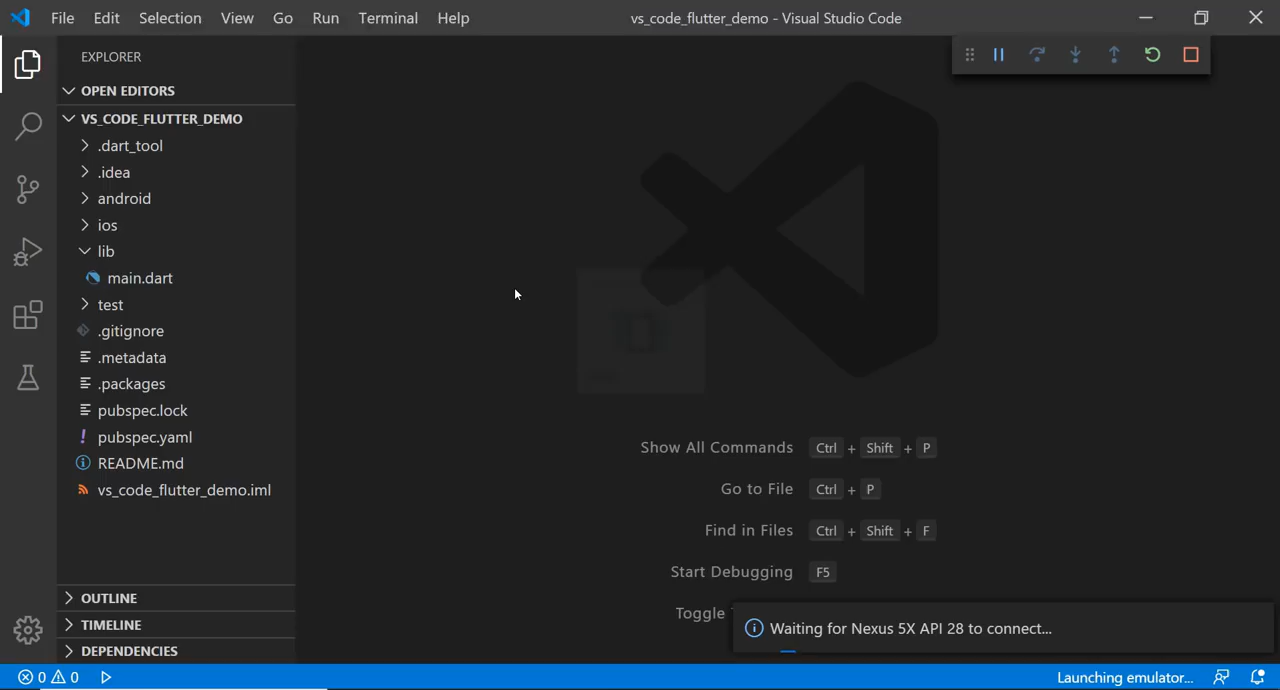 File Edit Selection View Go Run Terminal Help vs_code_flutter_demo - Visual Studio Code
EXPLORER
OPEN EDITORS
VS_CODE_FLUTTER_DEMO
.dart_tool
.idea
android
ios
lib
main.dart
test
.gitignore
.metadata
.packages
pubspec.lock
pubspec.yaml
README.md
vs_code_flutter_demo.iml
OUTLINE
TIMELINE
DEPENDENCIES
Show All Commands Ctrl + Shift + P
Go to File Ctrl + P
Find in Files Ctrl + Shift + F
Start Debugging F5
Toggle
Waiting for Nexus 5X API 28 to connect...
0 0 Launching emulator...